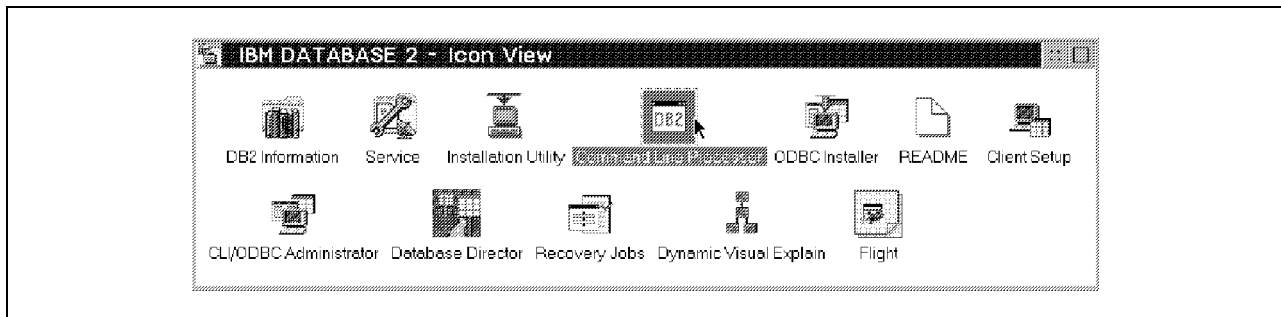 IBM DATABASE 2 - Icon View
DB2
DB2 Information Service Installation Utility Command Line Processor ODBC Installer README Client Setup
CLI/ODBC Administrator Database Director Recovery Jobs Dynamic Visual Explain Flight